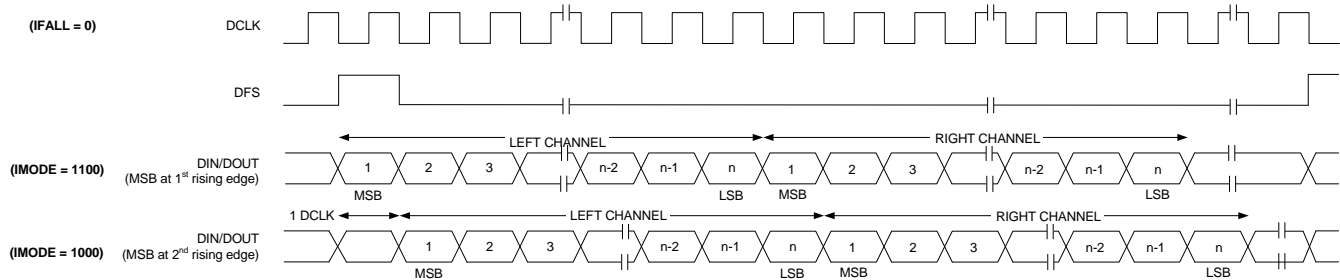 (IFALL = 0) DCLK
DFS
LEFT CHANNEL RIGHT CHANNEL
(IMODE = 1100) DIN/DOUT 1 2 3 n-2 n-1 n 1 2 3 n-2 n-1 n
(MSB at 1st rising edge)
MSB LSB MSB LSB
1 DCLK LEFT CHANNEL RIGHT CHANNEL
(IMODE = 1000) DIN/DOUT 1 2 3 n-2 n-1 n 1 2 3 n-2 n-1 n
(MSB at 2nd rising edge)
MSB LSB MSB LSB